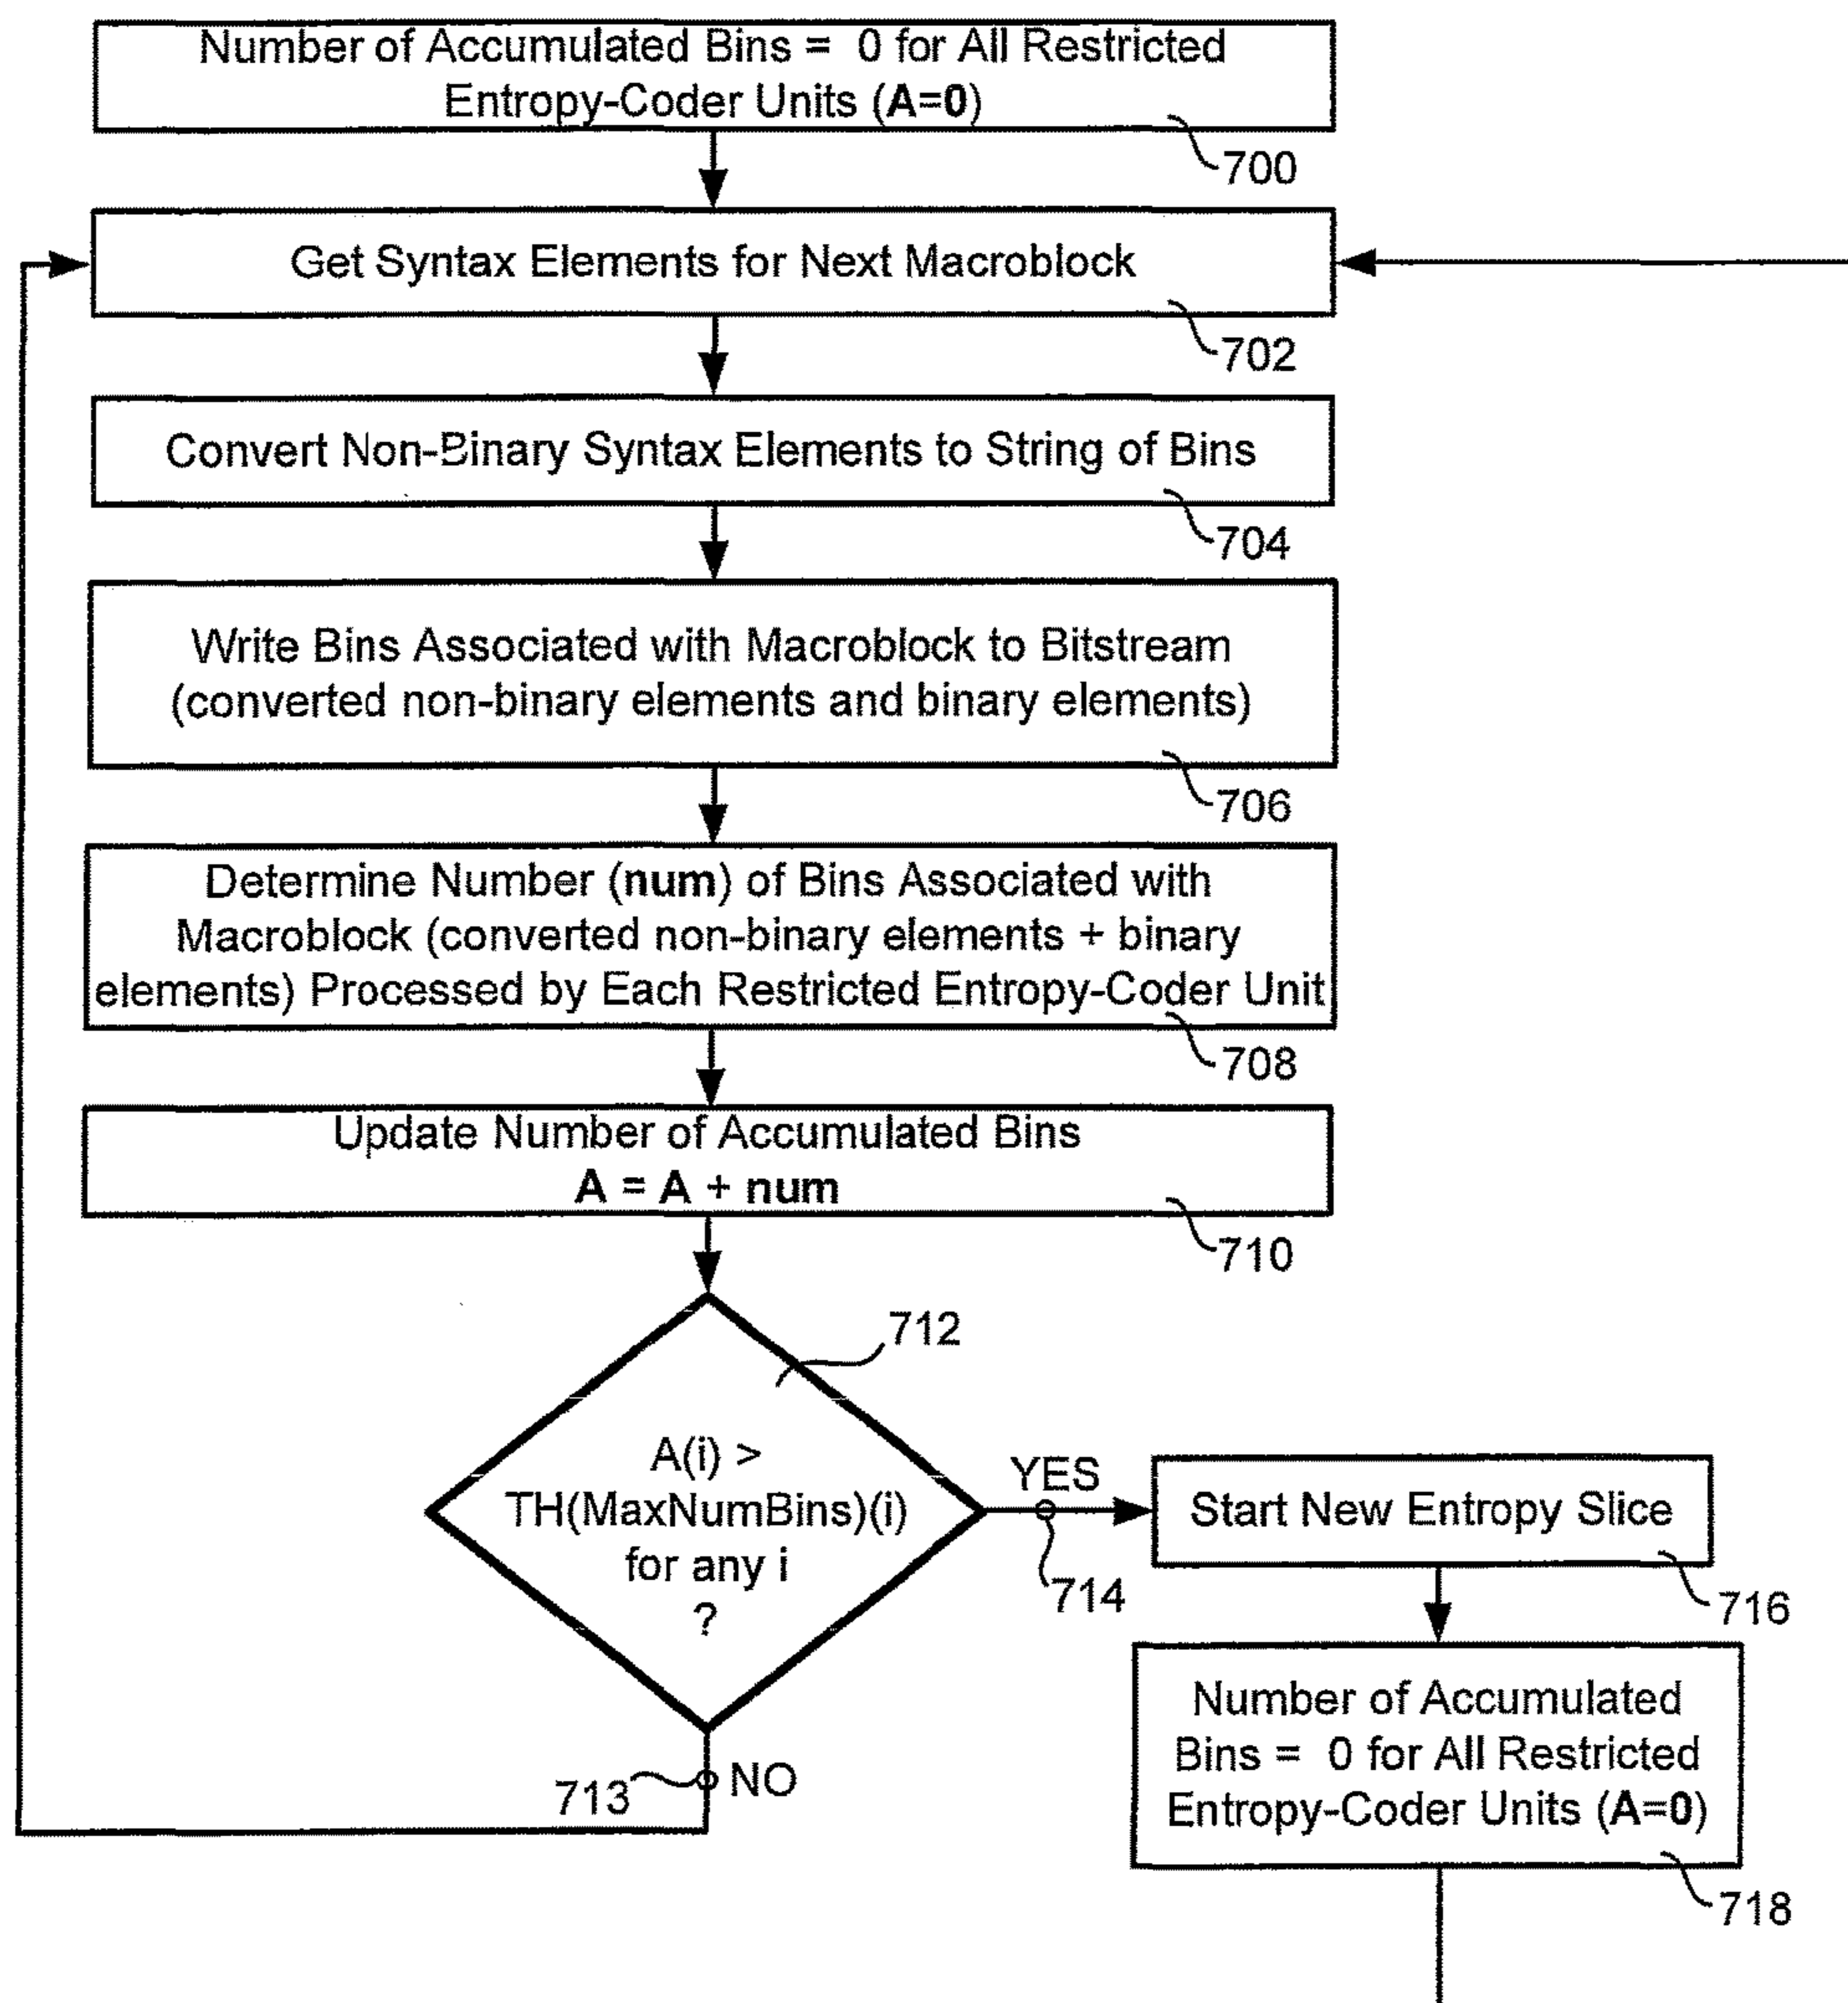 Number of Accumulated Bins = 0 for All Restricted
Entropy-Coder Units (A=0)
700
Get Syntax Elements for Next Macroblock
702
Convert Non-Binary Syntax Elements to String of Bins
704
Write Bins Associated with Macroblock to Bitstream
(converted non-binary elements and binary elements)
706
Determine Number (num) of Bins Associated with
Macroblock (converted non-binary elements + binary
elements) Processed by Each Restricted Entropy-Coder Unit
708
Update Number of Accumulated Bins
A = A + num
710
712
A(i) >
TH(MaxNumBins)(i)
for any i
?
YES
714
Start New Entropy Slice
716
713
NO
Number of Accumulated
Bins = 0 for All Restricted
Entropy-Coder Units (A=0)
718